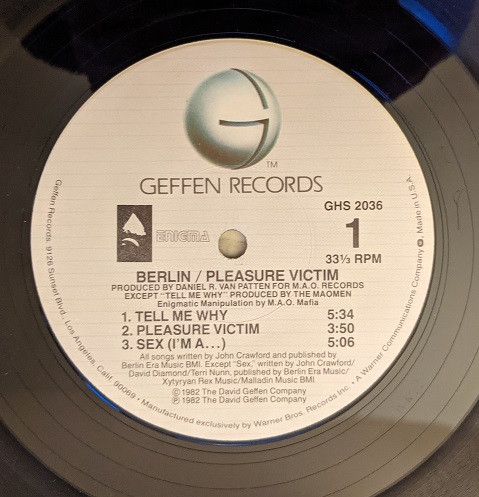 TM
GEFFEN RECORDS
GHS 2036
ENIGMA
1
33⅓ RPM
BERLIN / PLEASURE VICTIM
PRODUCED BY DANIEL R. VAN PATTEN FOR M.A.O. RECORDS
EXCEPT "TELL ME WHY" PRODUCED BY THE MAOMEN
Enigmatic Manipulation by M.A.O. Mafia
1. TELL ME WHY 5:34
2. PLEASURE VICTIM 3:50
3. SEX (I'M A...) 5:06
All songs written by John Crawford and published by
Berlin Era Music BMI. Except "Sex," written by John Crawford/
David Diamond/Terri Nunn, published by Berlin Era Music/
Xytyryan Rex Music/Malladin Music BMI
Ⓒ1982 The David Geffen Company
Ⓟ1982 The David Geffen Company
Geffen Records, 9126 Sunset Blvd., Los Angeles, Calif. 90069 • Manufactured exclusively by Warner Bros. Records Inc. • A Warner Communications Company. Made in U.S.A.